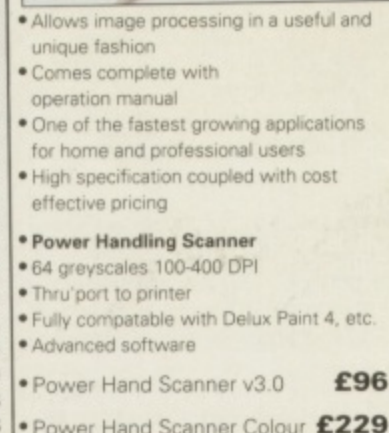 • Allows image processing in a useful and
unique fashion
• Comes complete with
operation manual
• One of the fastest growing applications
for home and professional users
• High specification coupled with cost
effective pricing
• Power Handling Scanner
• 64 greyscales 100-400 DPI
• Thru'port to printer
• Fully compatable with Delux Paint 4, etc.
• Advanced software
• Power Hand Scanner v3.0 £96
• Power Hand Scanner Colour £229